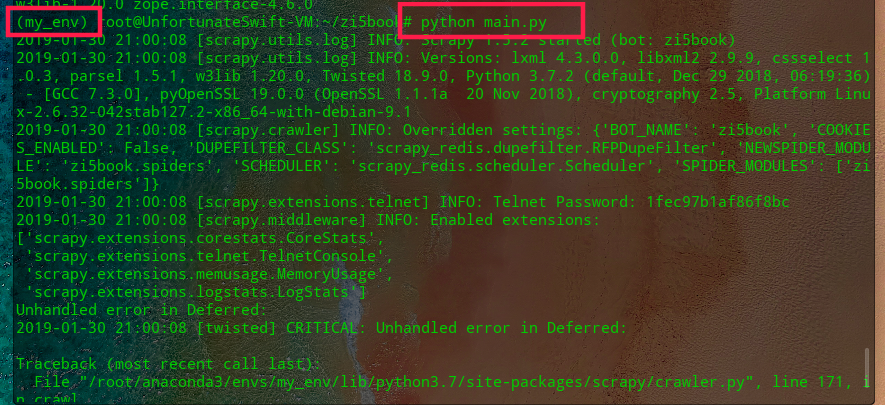 w3lib-1.20.0 zope.interface-4.6.0
(my_env) root@UnfortunateSwift-VM:~/zi5book# python main.py
2019-01-30 21:00:08 [scrapy.utils.log] INFO: Scrapy 1.5.2 started (bot: zi5book)
2019-01-30 21:00:08 [scrapy.utils.log] INFO: Versions: lxml 4.3.0.0, libxml2 2.9.9, cssselect 1
.0.3, parsel 1.5.1, w3lib 1.20.0, Twisted 18.9.0, Python 3.7.2 (default, Dec 29 2018, 06:19:36)
- [GCC 7.3.0], pyOpenSSL 19.0.0 (OpenSSL 1.1.1a  20 Nov 2018), cryptography 2.5, Platform Linu
x-2.6.32-042stab127.2-x86_64-with-debian-9.1
2019-01-30 21:00:08 [scrapy.crawler] INFO: Overridden settings: {'BOT_NAME': 'zi5book', 'COOKIE
S_ENABLED': False, 'DUPEFILTER_CLASS': 'scrapy_redis.dupefilter.RFPDupeFilter', 'NEWSPIDER_MODU
LE': 'zi5book.spiders', 'SCHEDULER': 'scrapy_redis.scheduler.Scheduler', 'SPIDER_MODULES': ['zi
5book.spiders']}
2019-01-30 21:00:08 [scrapy.extensions.telnet] INFO: Telnet Password: 1fec97b1af86f8bc
2019-01-30 21:00:08 [scrapy.middleware] INFO: Enabled extensions:
['scrapy.extensions.corestats.CoreStats',
'scrapy.extensions.telnet.TelnetConsole',
'scrapy.extensions.memusage.MemoryUsage',
'scrapy.extensions.logstats.LogStats']
Unhandled error in Deferred:
2019-01-30 21:00:08 [twisted] CRITICAL: Unhandled error in Deferred:
Traceback (most recent call last):
File "/root/anaconda3/envs/my_env/lib/python3.7/site-packages/scrapy/crawler.py", line 171, i
n crawl